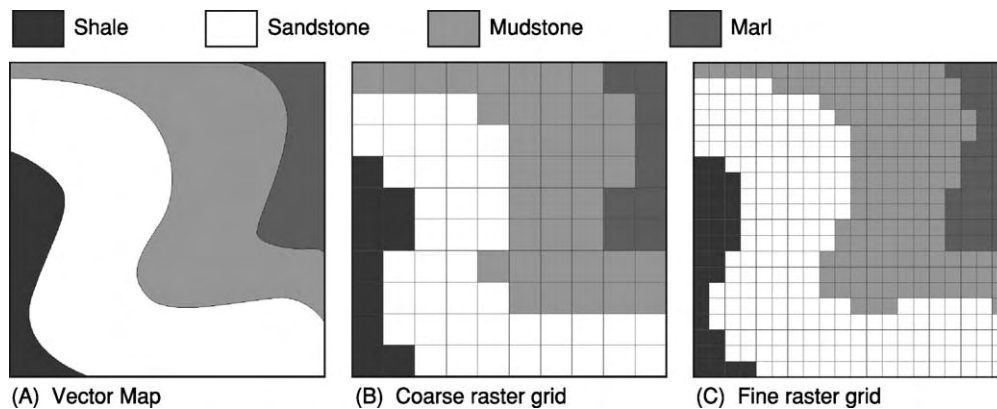 Shale Sandstone Mudstone Marl
(A) Vector Map (B) Coarse raster grid (C) Fine raster grid